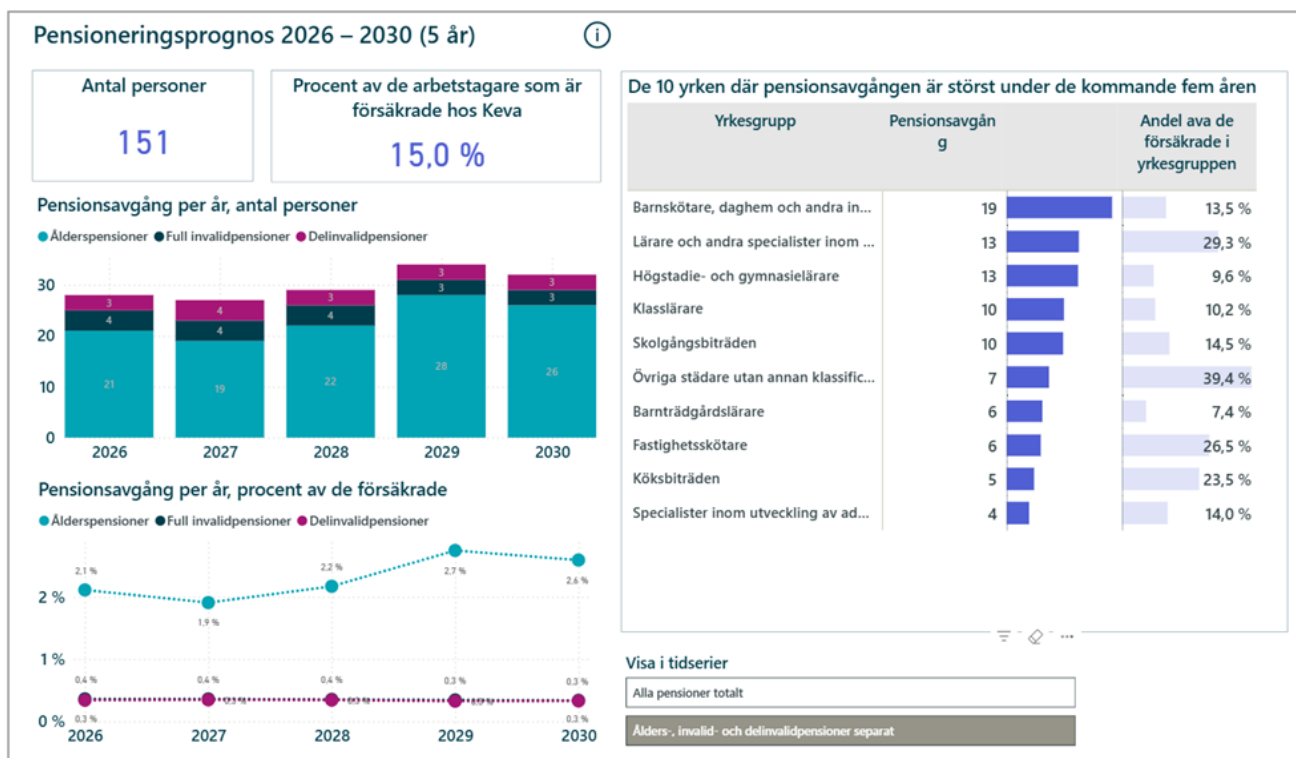 Pensioneringsprognos 2026 – 2030 (5 år)
i
Antal personer
151
Procent av de arbetstagare som är
försäkrade hos Keva
15,0 %
Pensionsavgång per år, antal personer
Ålderspensioner Full invalidpensioner Delinvalidpensioner
30
20
10
0
3 4 3 3 3
4 4 4 3 3
21 19 22 28 26
2026 2027 2028 2029 2030
Pensionsavgång per år, procent av de försäkrade
Ålderspensioner Full invalidpensioner Delinvalidpensioner
2 %
1 %
0 %
2,1 % 1,9 % 2,2 % 2,7 % 2,6 %
0,4 % 0,4 % 0,4 % 0,3 % 0,3 %
0,3 % 0,3 % 0,3 % 0,3 %
2026 2027 2028 2029 2030
De 10 yrken där pensionsavgången är störst under de kommande fem åren
Yrkesgrupp
Pensionsavgån
g
Andel ava de
försäkrade i
yrkesgruppen
Barnskötare, daghem och andra in... 19 13,5 %
Lärare och andra specialister inom ... 13 29,3 %
Högstadie- och gymnasielärare 13 9,6 %
Klasslärare 10 10,2 %
Skolgångsbiträden 10 14,5 %
Övriga städare utan annan klassific... 7 39,4 %
Barnträdgårdslärare 6 7,4 %
Fastighetsskötare 6 26,5 %
Köksbiträden 5 23,5 %
Specialister inom utveckling av ad... 4 14,0 %
Visa i tidserier
Alla pensioner totalt
Ålders-, invalid- och delinvalidpensioner separat